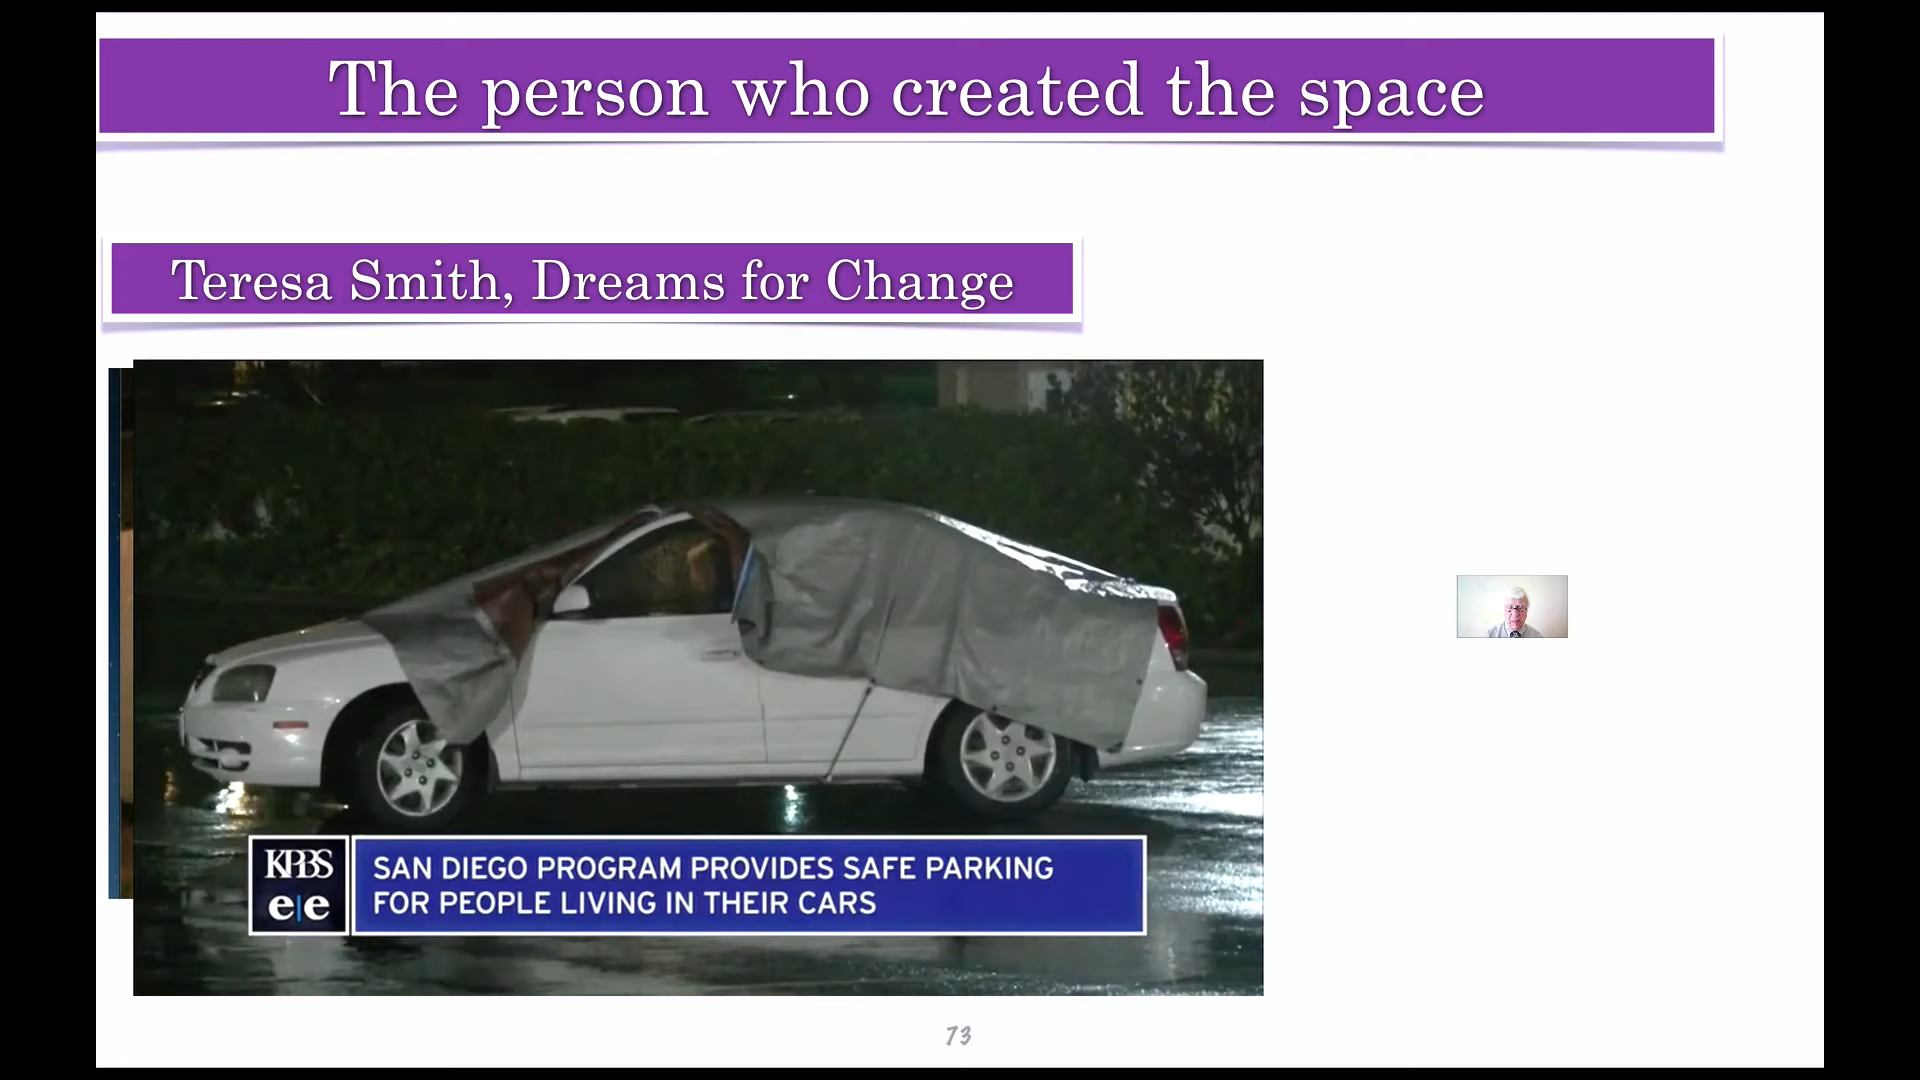 The person who created the space
Teresa Smith, Dreams for Change
KPBS
e|e
SAN DIEGO PROGRAM PROVIDES SAFE PARKING
FOR PEOPLE LIVING IN THEIR CARS
73